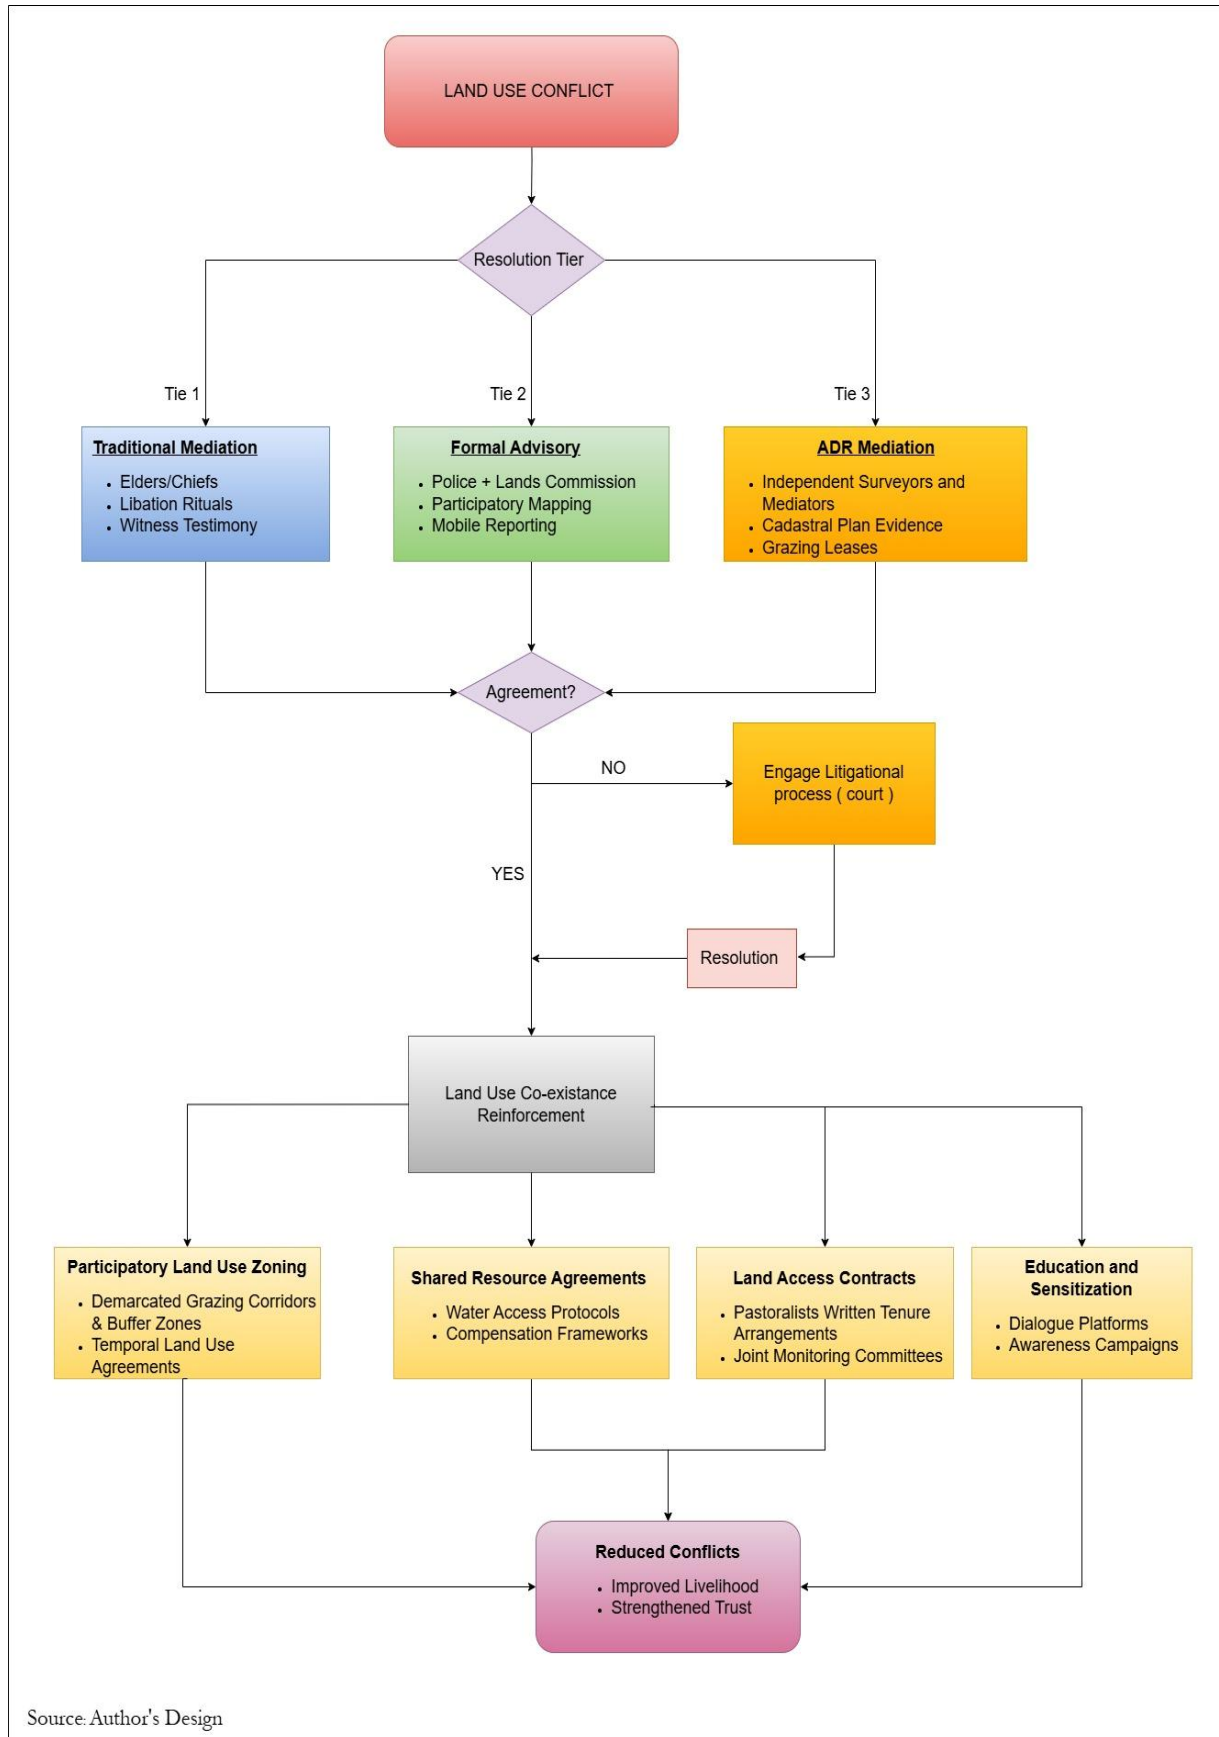 LAND USE CONFLICT
Resolution Tier
Tie 1
Tie 2
Tie 3
Traditional Mediation
• Elders/Chiefs
• Libation Rituals
• Witness Testimony
Formal Advisory
• Police + Lands Commission
• Participatory Mapping
• Mobile Reporting
ADR Mediation
• Independent Surveyors and
Mediators
• Cadastral Plan Evidence
• Grazing Leases
Agreement?
NO
Engage Litigational
process ( court )
YES
Resolution
Land Use Co-existance
Reinforcement
Participatory Land Use Zoning
• Demarcated Grazing Corridors
& Buffer Zones
• Temporal Land Use
Agreements
Shared Resource Agreements
• Water Access Protocols
• Compensation Frameworks
Land Access Contracts
• Pastoralists Written Tenure
Arrangements
• Joint Monitoring Committees
Education and
Sensitization
• Dialogue Platforms
• Awareness Campaigns
Reduced Conflicts
• Improved Livelihood
• Strengthened Trust
Source: Author's Design